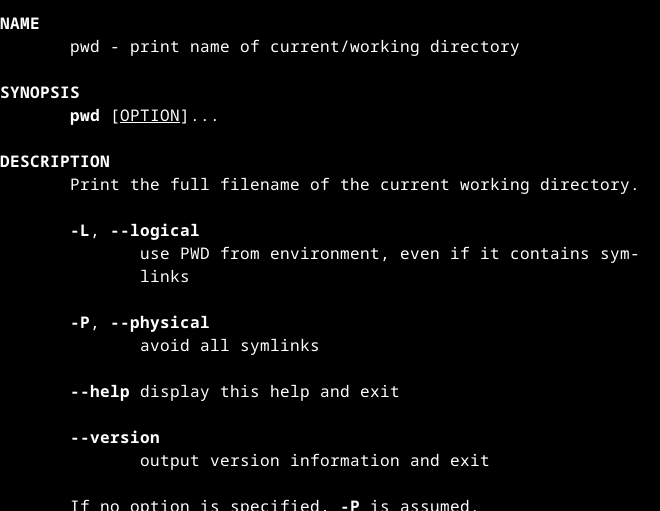 NAME
pwd - print name of current/working directory
SYNOPSIS
pwd [OPTION]...
DESCRIPTION
Print the full filename of the current working directory.
-L, --logical
use PWD from environment, even if it contains sym-
links
-P, --physical
avoid all symlinks
--help display this help and exit
--version
output version information and exit
If no option is specified, -P is assumed.